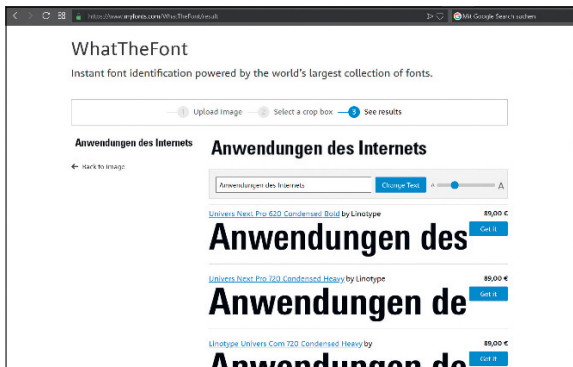 https://www.myfonts.com/WhatTheFont/result
Mit Google Search suchen
WhatTheFont
Instant font identification powered by the world's largest collection of fonts.
1 Upload Image 2 Select a crop box 3 See results
Anwendungen des Internets
Back to Image
Anwendungen des Internets
Anwendungen des Internets Change Text A A
Univers Next Pro 620 Condensed Bold by Linotype 89,00 €
Get it
Anwendungen des
Univers Next Pro 720 Condensed Heavy by Linotype 89,00 €
Get it
Anwendungen de
Linotype Univers Com 720 Condensed Heavy by 89,00 €
Get it
Anwendungen de